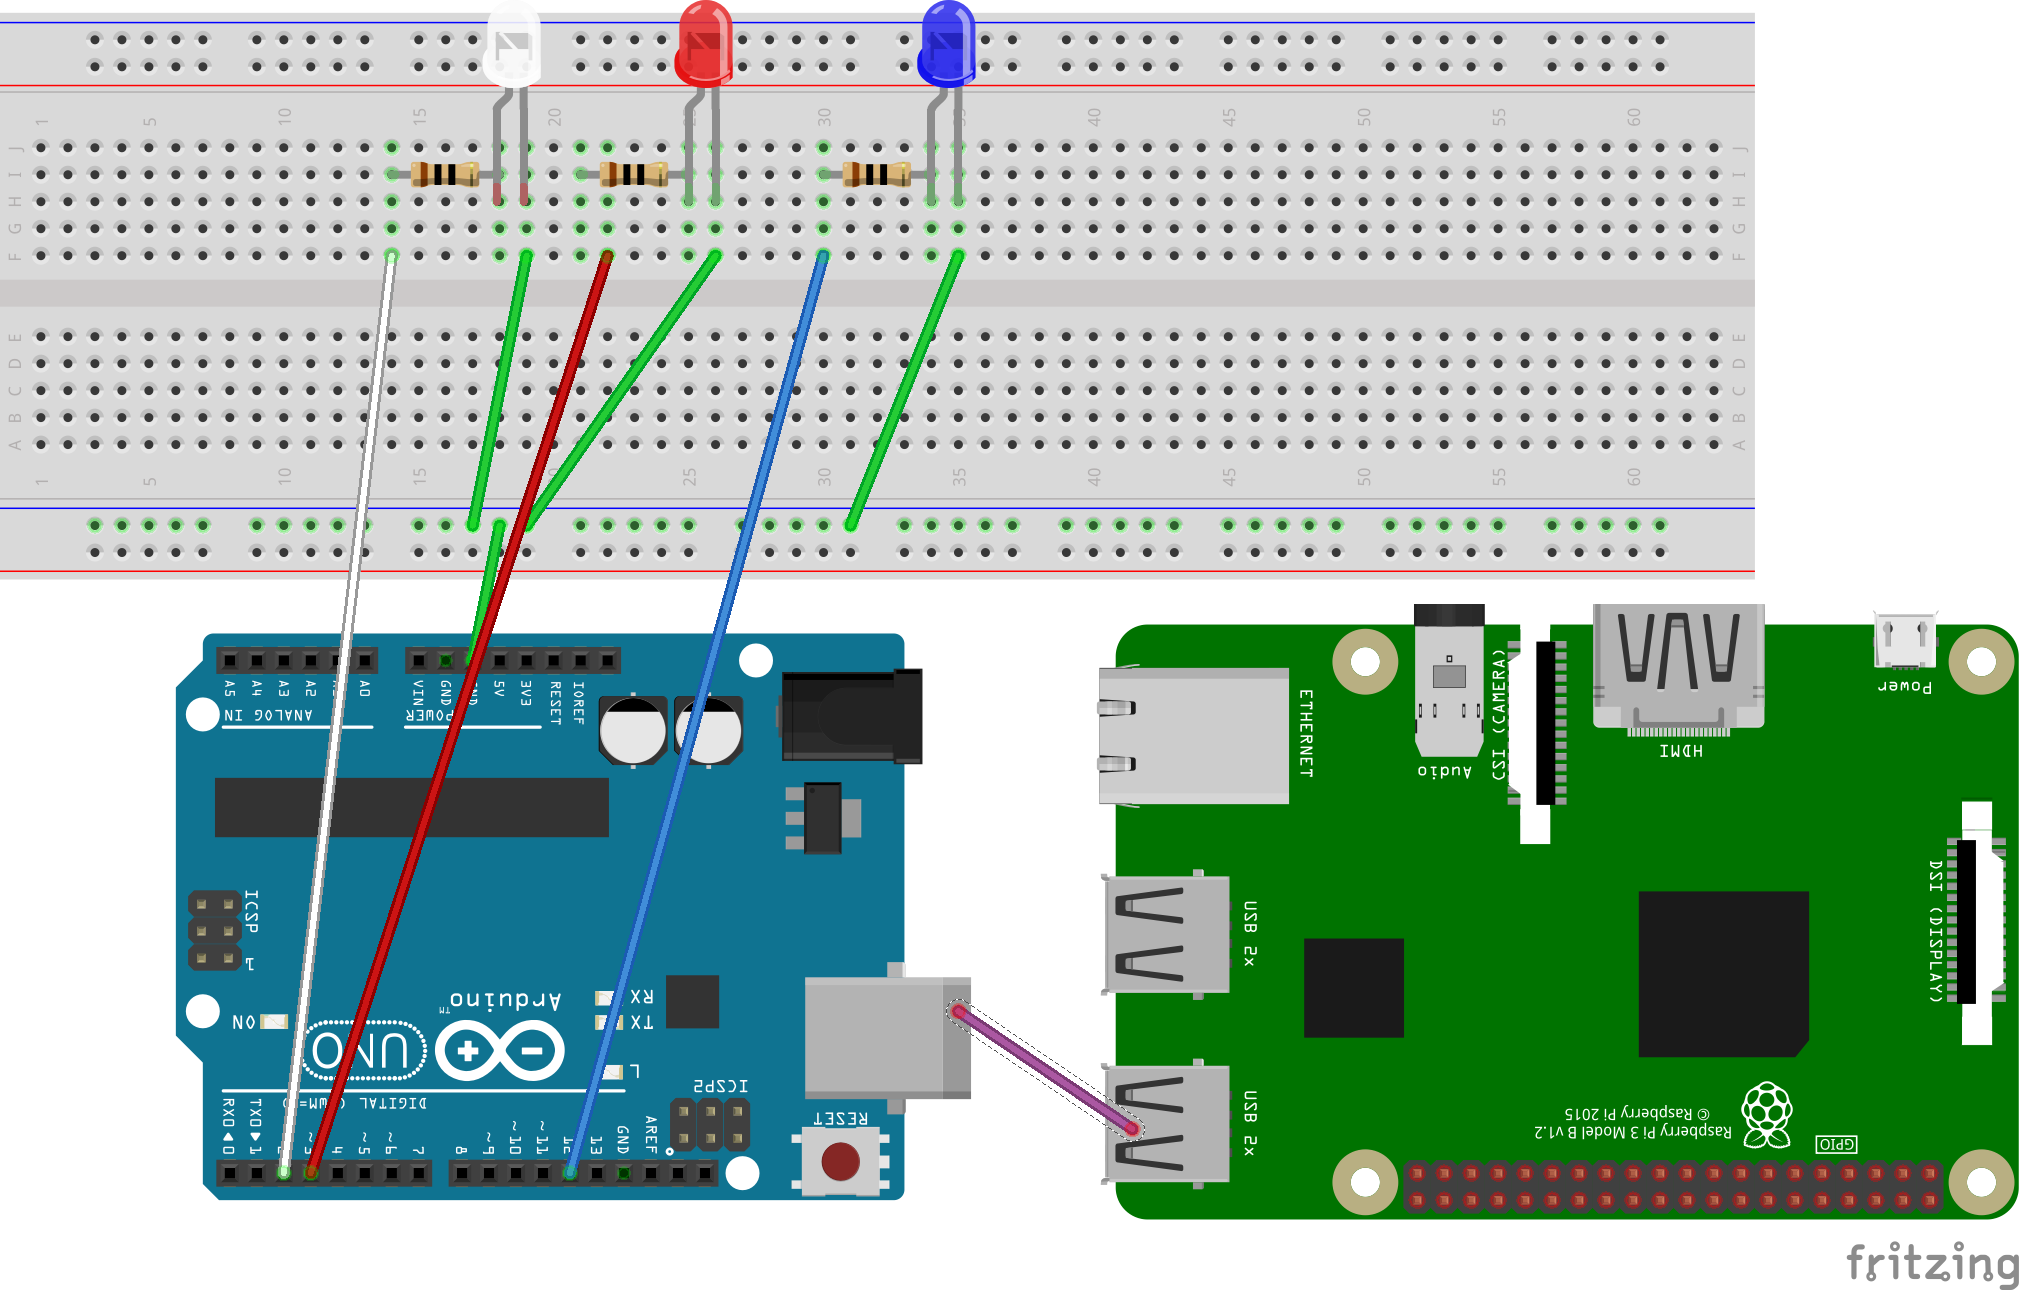 1 5 10 15 20 25 30 35 40 45 50 55 60
J J
I I
H H
G G
F F
E E
D D
C C
B B
A A
1 5 10 15 20 25 30 35 40 45 50 55 60
A5 A4 A3 A2 A0
VIN GND GND 5V 3V3 RESET IOREF
ANALOG IN
POWER
ICSP
1
ON
UNO
Arduino
TM
RX
TX
L
ICSP2
DIGITAL (PWM=~)
RX0 ◀ 0
TX0 ▶ 1
2 ~3 4 ~5 ~6 7
8 ~9 ~10 ~11 12 13 GND AREF
RESET
ETHERNET
Audio
CSI (CAMERA)
HDMI
Power
DSI (DISPLAY)
USB 2x
USB 2x
Raspberry Pi 3 Model B v1.2
© Raspberry Pi 2015
GPIO
fritzing